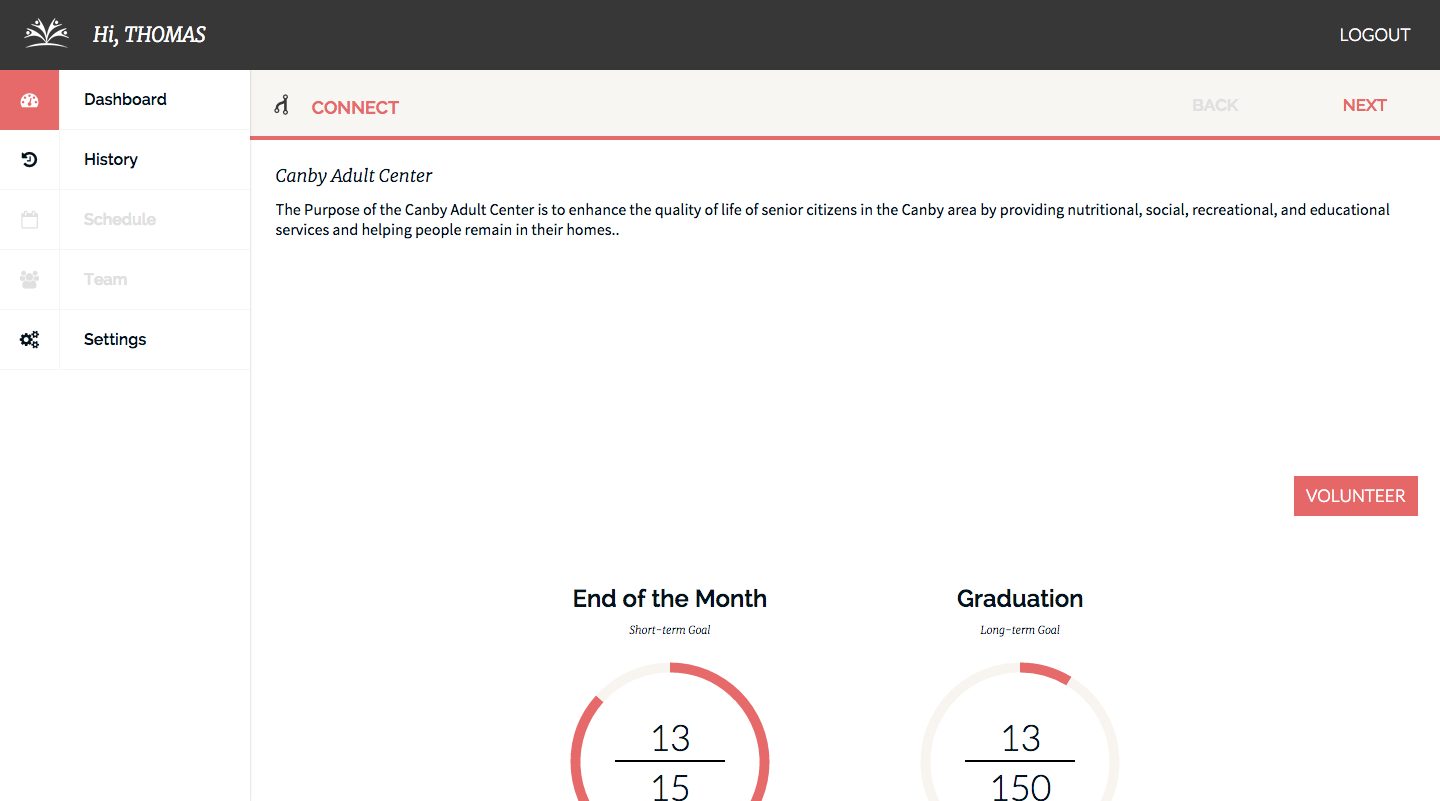 Hi, THOMAS
LOGOUT
Dashboard
History
Schedule
Team
Settings
CONNECT
BACK
NEXT
Canby Adult Center
The Purpose of the Canby Adult Center is to enhance the quality of life of senior citizens in the Canby area by providing nutritional, social, recreational, and educational
services and helping people remain in their homes..
VOLUNTEER
End of the Month
Short-term Goal
13
15
Graduation
Long-term Goal
13
150